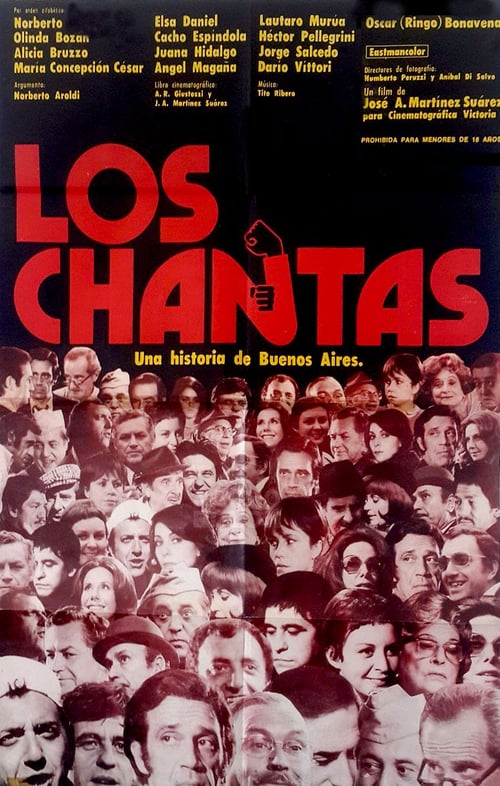 Por orden alfabético:
Norberto
Olinda Bozan
Alicia Bruzzo
María Concepción César
Argumento:
Norberto Aroldi
Elsa Daniel
Cacho Espíndola
Juana Hidalgo
Angel Magaña
Libro cinematográfico:
A.R. Giustozzi y
J.A. Martínez Suárez
Lautaro Murúa
Héctor Pellegrini
Jorge Salcedo
Darío Víttori
Música:
Tito Ribero
Oscar (Ringo) Bonavena
Eastmancolor
Directores de fotografía:
Humberto Peruzzi y Aníbal Di Salvo
Un film de
José A. Martínez Suárez
para Cinematográfica Victoria
PROHIBIDA PARA MENORES DE 18 AÑOS
LOS
CHANTAS
Una historia de Buenos Aires.